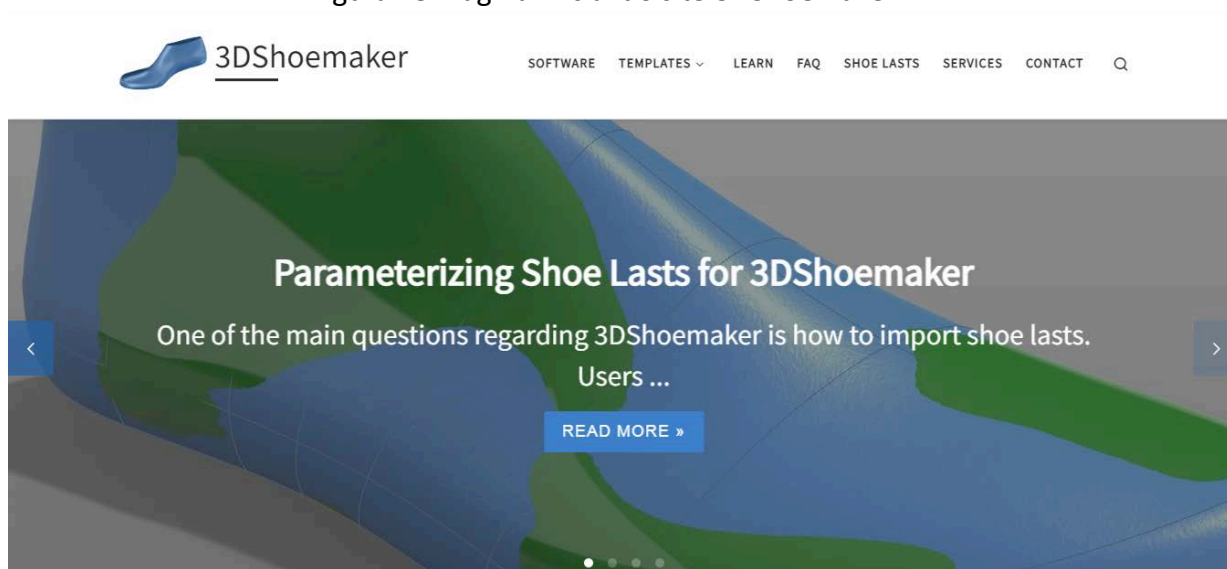 3DShoemaker
SOFTWARE TEMPLATES LEARN FAQ SHOE LASTS SERVICES CONTACT
Parameterizing Shoe Lasts for 3DShoemaker
One of the main questions regarding 3DShoemaker is how to import shoe lasts.
Users ...
READ MORE »